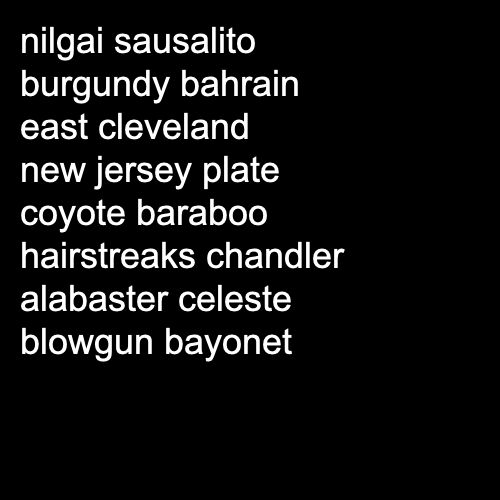 nilgai sausalito
burgundy bahrain
east cleveland
new jersey plate
coyote baraboo
hairstreaks chandler
alabaster celeste
blowgun bayonet